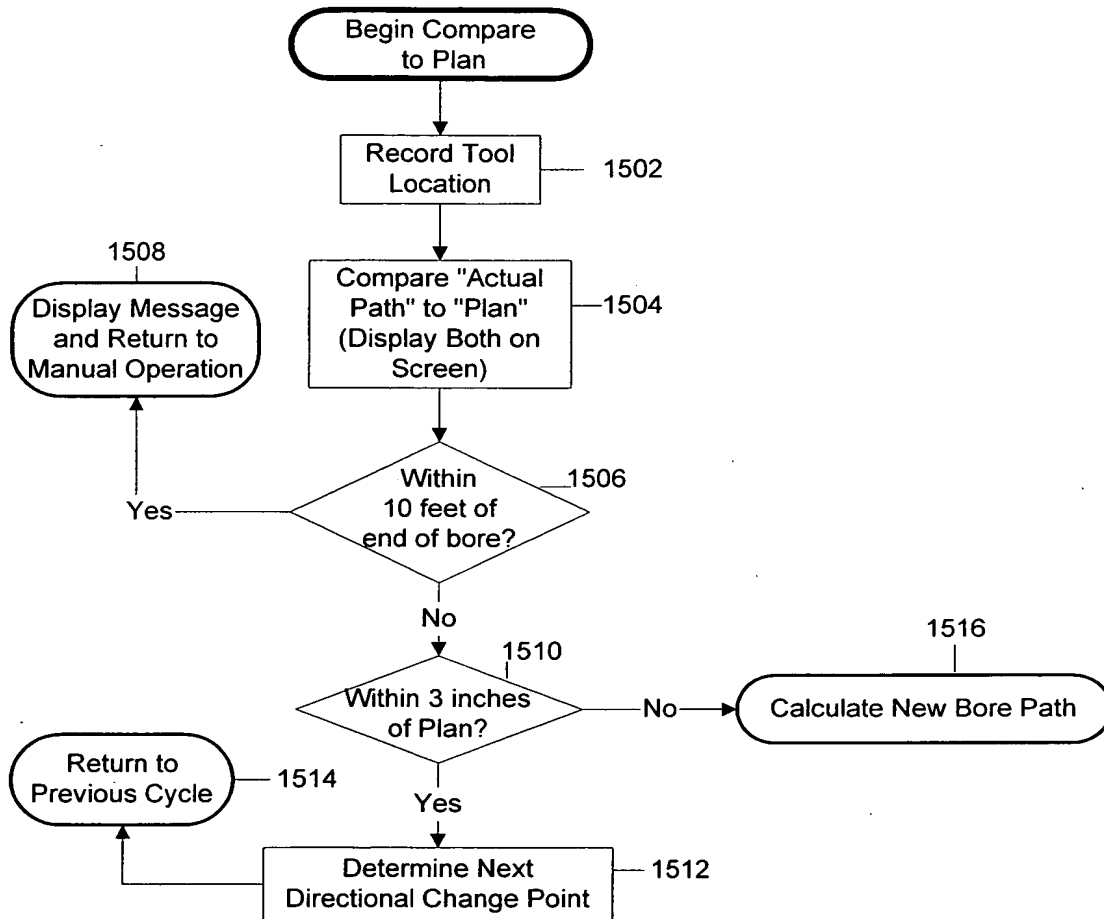 Begin Compare
to Plan
Record Tool
Location
1502
Compare "Actual
Path" to "Plan"
(Display Both on
Screen)
1504
1508
Display Message
and Return to
Manual Operation
Within
10 feet of
end of bore?
1506
Yes
No
1510
Within 3 inches
of Plan?
No
1516
Calculate New Bore Path
Yes
Return to
Previous Cycle
1514
Determine Next
Directional Change Point
1512